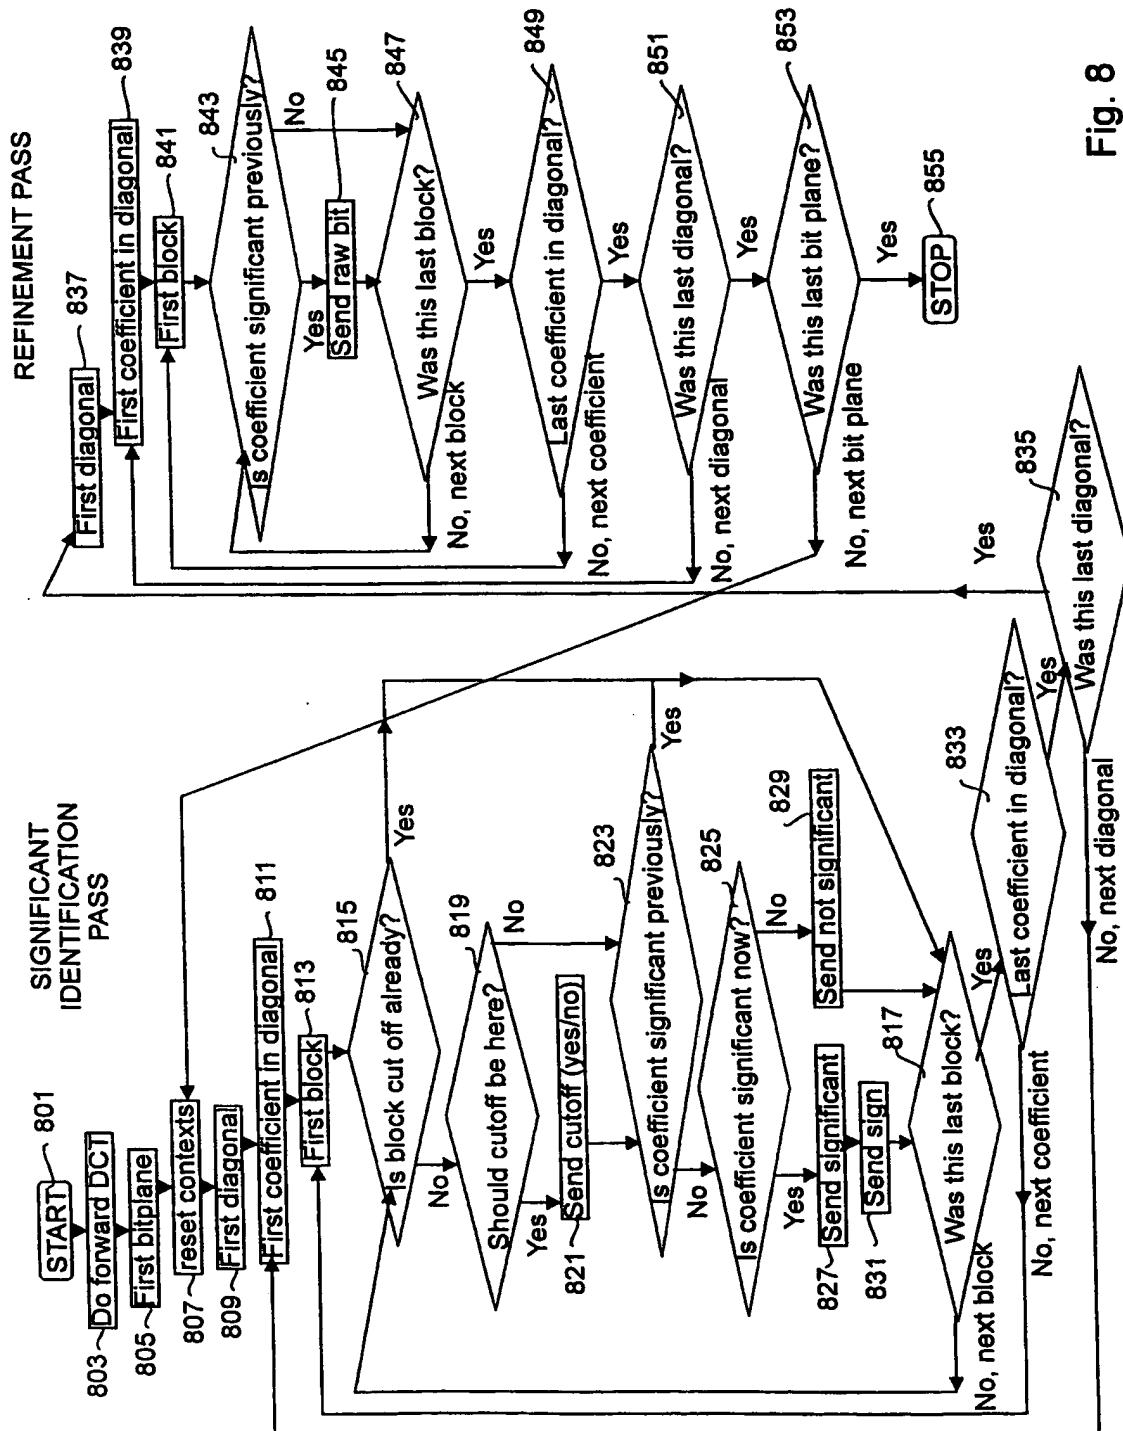 SIGNIFICANT
IDENTIFICATION
PASS
START
801
803
Do forward DCT
805
First bitplane
807
reset contexts
809
First diagonal
First coefficient in diagonal
811
First block
813
Is block cut off already?
815
Yes
No
Should cutoff be here?
819
No
Yes
Send cutoff (yes/no)
821
Is coefficient significant previously?
823
Yes
No
Is coefficient significant now?
825
No
Yes
Send not significant
829
Send significant
827
Send sign
831
Was this last block?
817
Yes
No, next block
Last coefficient in diagonal?
833
Yes
No, next coefficient
Was this last diagonal?
835
Yes
No, next diagonal
REFINEMENT PASS
First diagonal
837
First coefficient in diagonal
839
First block
841
Is coefficient significant previously?
843
No
Yes
Send raw bit
845
Was this last block?
847
Yes
No, next block
Last coefficient in diagonal?
849
Yes
No, next coefficient
Was this last diagonal?
851
Yes
No, next diagonal
Was this last bit plane?
853
Yes
No, next bit plane
STOP
855
Fig. 8